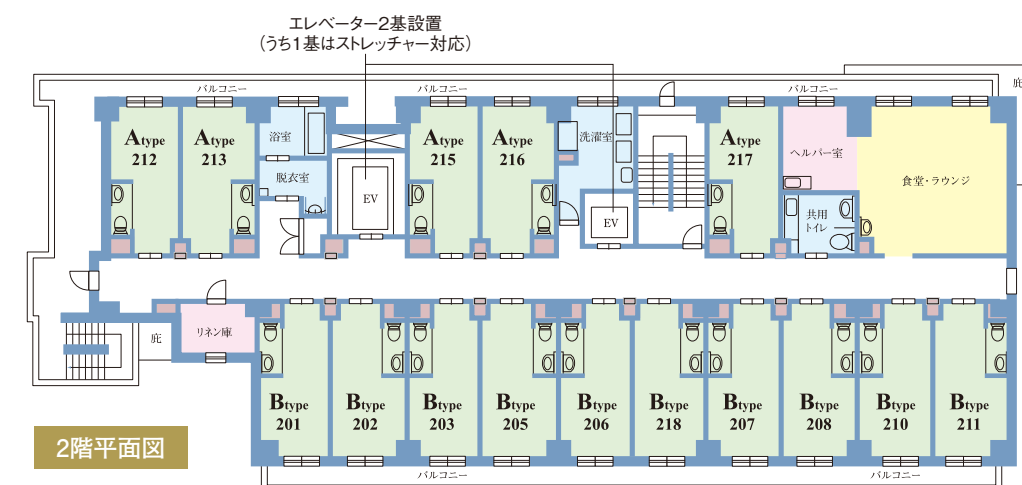 エレベーター2基設置
（うち1基はストレッチャー対応）
バルコニー
バルコニー
バルコニー
庇
Atype
212
Atype
213
浴室
脱衣室
EV
Atype
215
Atype
216
洗濯室
EV
Atype
217
ヘルパー室
共用
トイレ
食堂・ラウンジ
庇
リネン庫
Btype
201
Btype
202
Btype
203
Btype
205
Btype
206
Btype
218
Btype
207
Btype
208
Btype
210
Btype
211
2階平面図
バルコニー
バルコニー